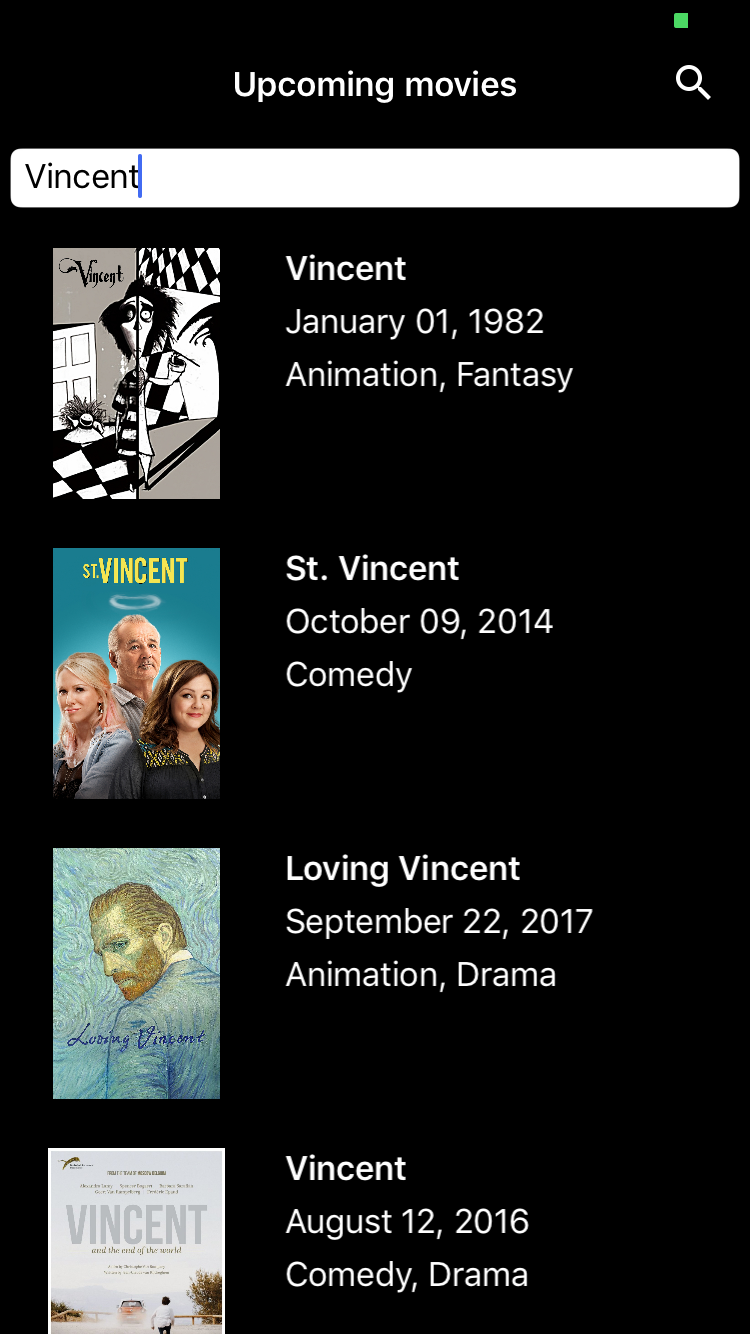 Upcoming movies
Vincent
Vincent
Vincent
January 01, 1982
Animation, Fantasy
ST. VINCENT
St. Vincent
October 09, 2014
Comedy
Loving Vincent
Loving Vincent
September 22, 2017
Animation, Drama
VINCENT
and the end of the world
Vincent
August 12, 2016
Comedy, Drama